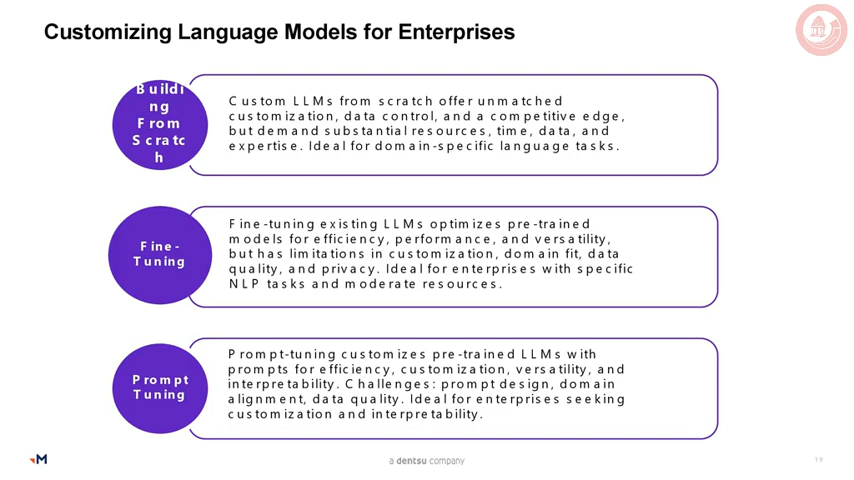 Customizing Language Models for Enterprises
Buildi
ng
From
Scratc
h
Custom LLMs from scratch offer unmatched
customization, data control, and a competitive edge,
but demand substantial resources, time, data, and
expertise. Ideal for domain-specific language tasks.
Fine-
Tuning
Fine-tuning existing LLMs optimizes pre-trained
models for efficiency, performance, and versatility,
but has limitations in customization, domain fit, data
quality, and privacy. Ideal for enterprises with specific
NLP tasks and moderate resources.
Prompt
Tuning
Prompt-tuning customizes pre-trained LLMs with
prompts for efficiency, customization, versatility, and
interpretability. Challenges: prompt design, domain
alignment, data quality. Ideal for enterprises seeking
customization and interpretability.
M
a dentsu company